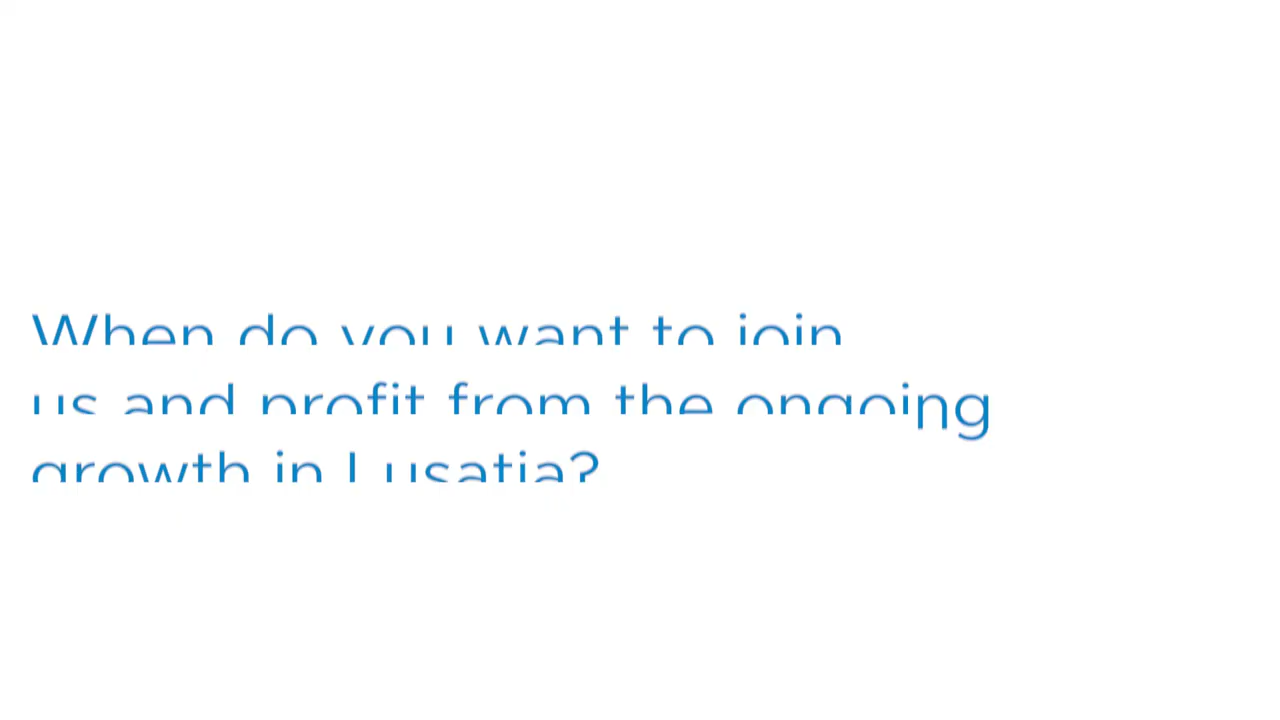 When do you want to join
us and profit from the ongoing
growth in Lusatia?